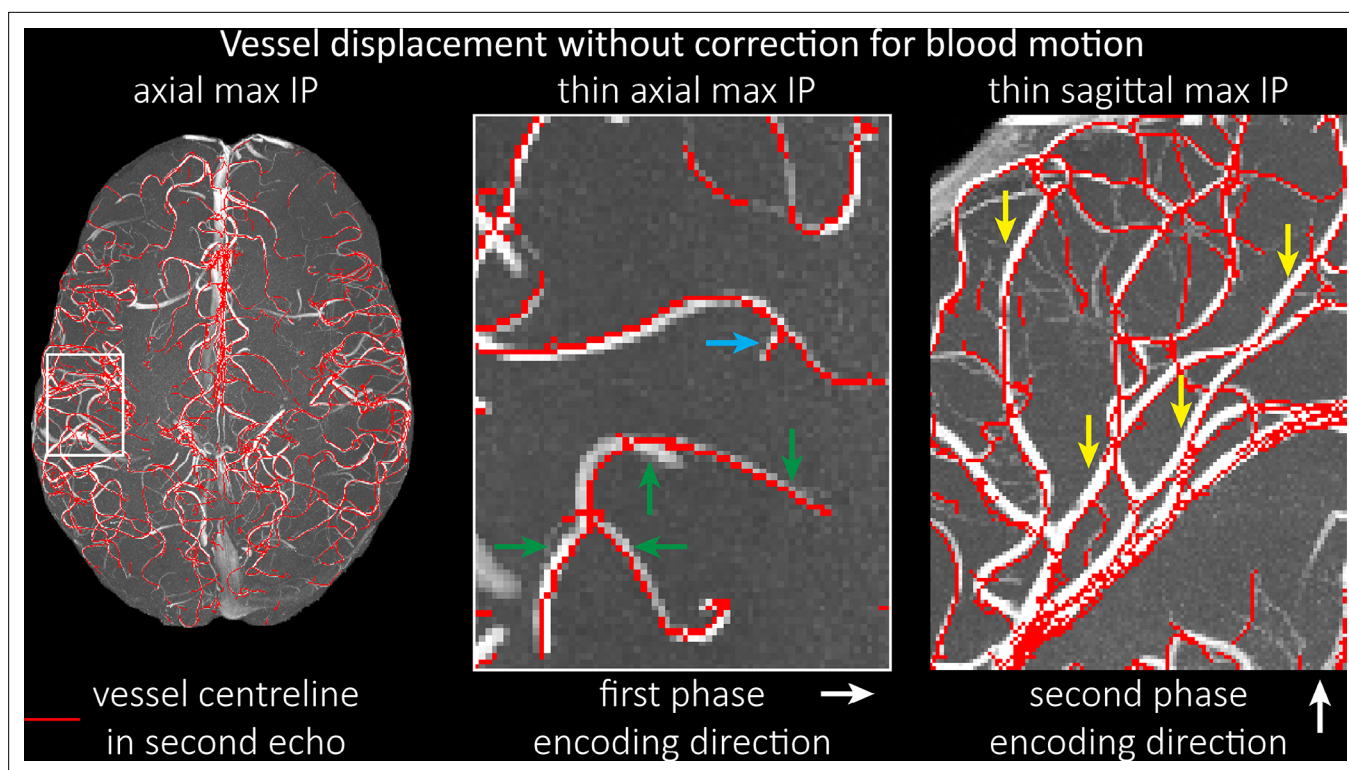 Vessel displacement without correction for blood motion
axial max IP
thin axial max IP
thin sagittal max IP
vessel centreline
in second echo
first phase
encoding direction
second phase
encoding direction